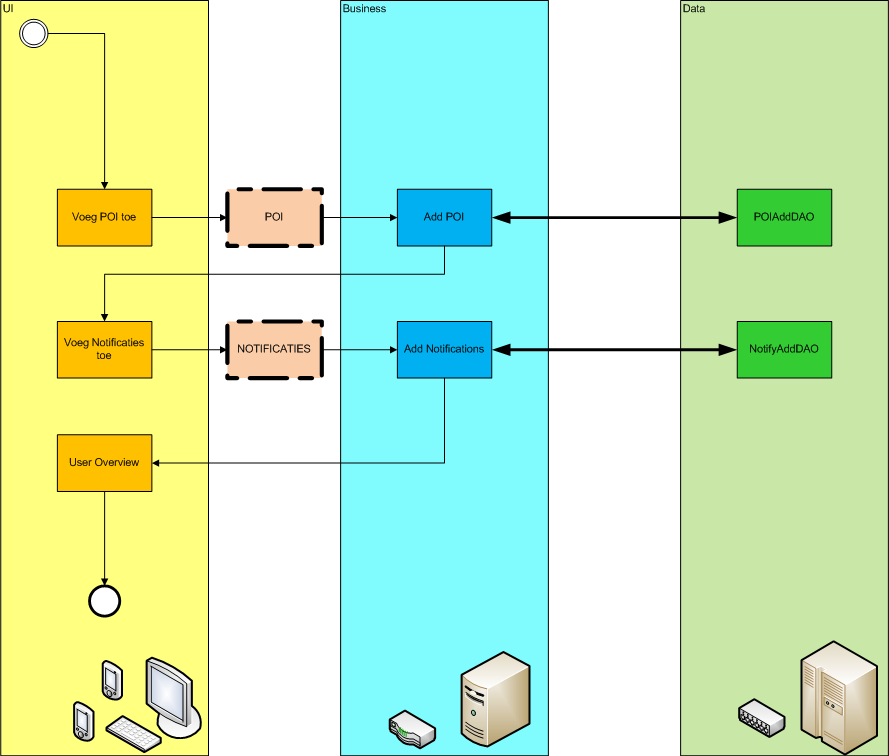 UI
Business
Data
Voeg POI toe
POI
Add POI
POIAddDAO
Voeg Notificaties
toe
NOTIFICATIES
Add Notifications
NotifyAddDAO
User Overview